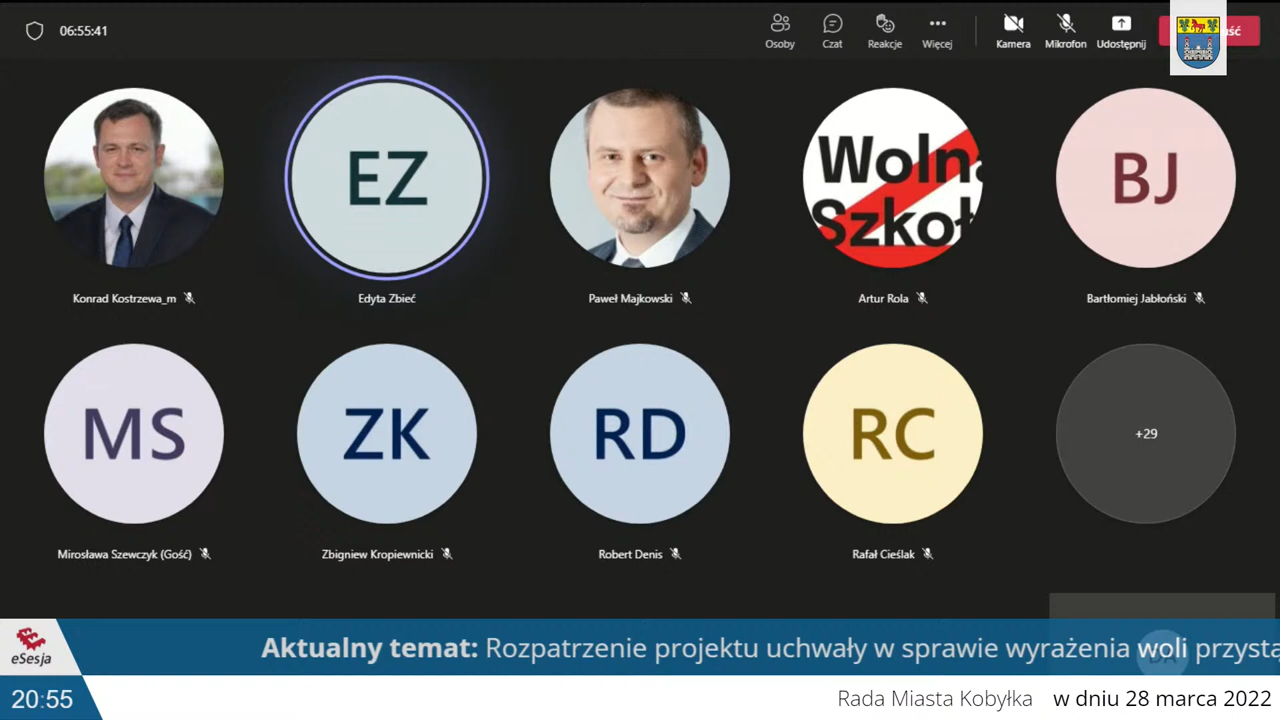 06:55:41
Osoby
Czat
Reakcje
Więcej
Kamera
Mikrofon
Udostępnij
EZ
Woln
Szkoł
BJ
Konrad Kostrzewa_m
Edyta Zbieć
Paweł Majkowski
Artur Rola
Bartłomiej Jabłoński
MS
ZK
RD
RC
+29
Mirosława Szewczyk (Gość)
Zbigniew Kropiewnicki
Robert Denis
Rafał Cieślak
eSesja
Aktualny temat: Rozpatrzenie projektu uchwały w sprawie wyrażenia woli przysta
20:55
Rada Miasta Kobyłka w dniu 28 marca 2022